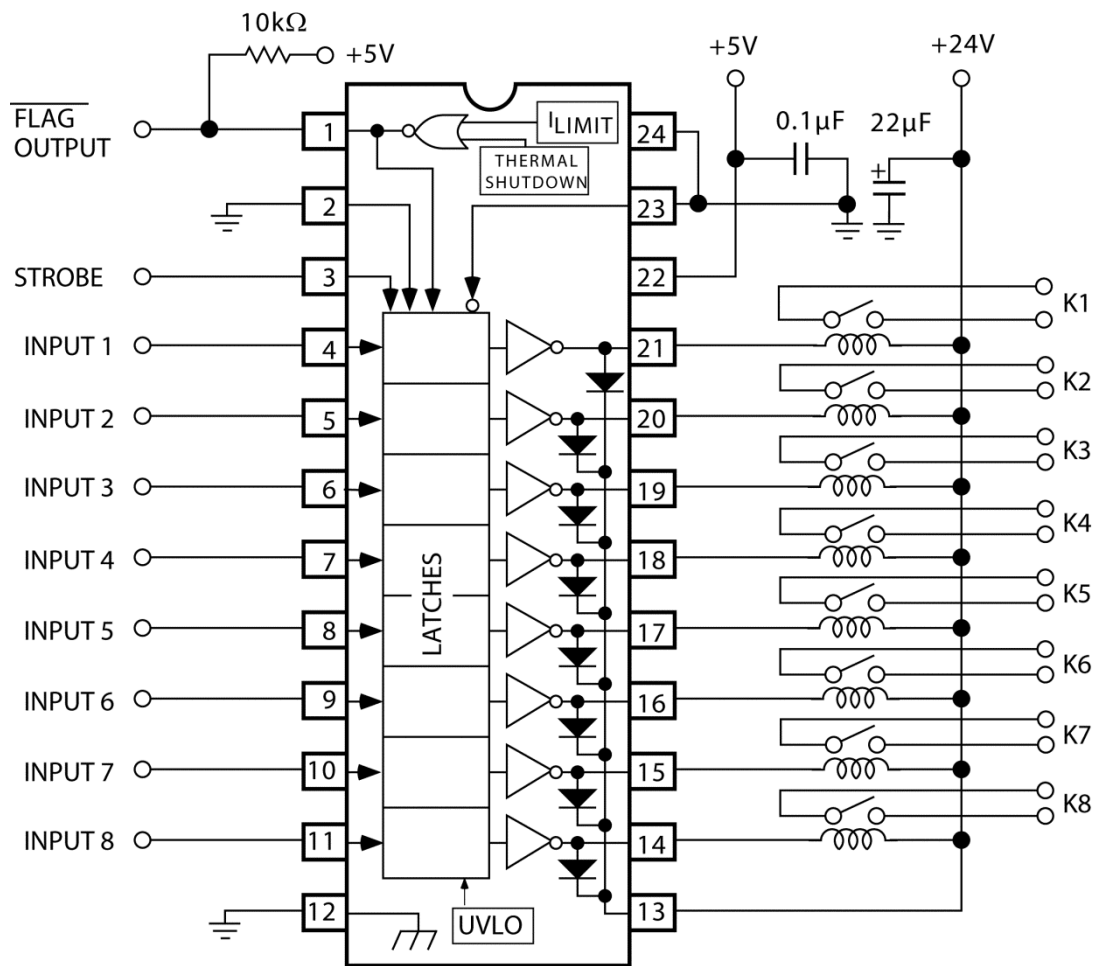 10kΩ
+5V
+5V
+24V
FLAG
OUTPUT
1
ILIMIT
THERMAL
SHUTDOWN
24
0.1µF
22µF
+
2
23
STROBE
3
22
K1
INPUT 1
4
21
K2
INPUT 2
5
20
K3
INPUT 3
6
19
K4
INPUT 4
7
18
LATCHES
K5
INPUT 5
8
17
K6
INPUT 6
9
16
K7
INPUT 7
10
15
K8
INPUT 8
11
14
12
UVLO
13